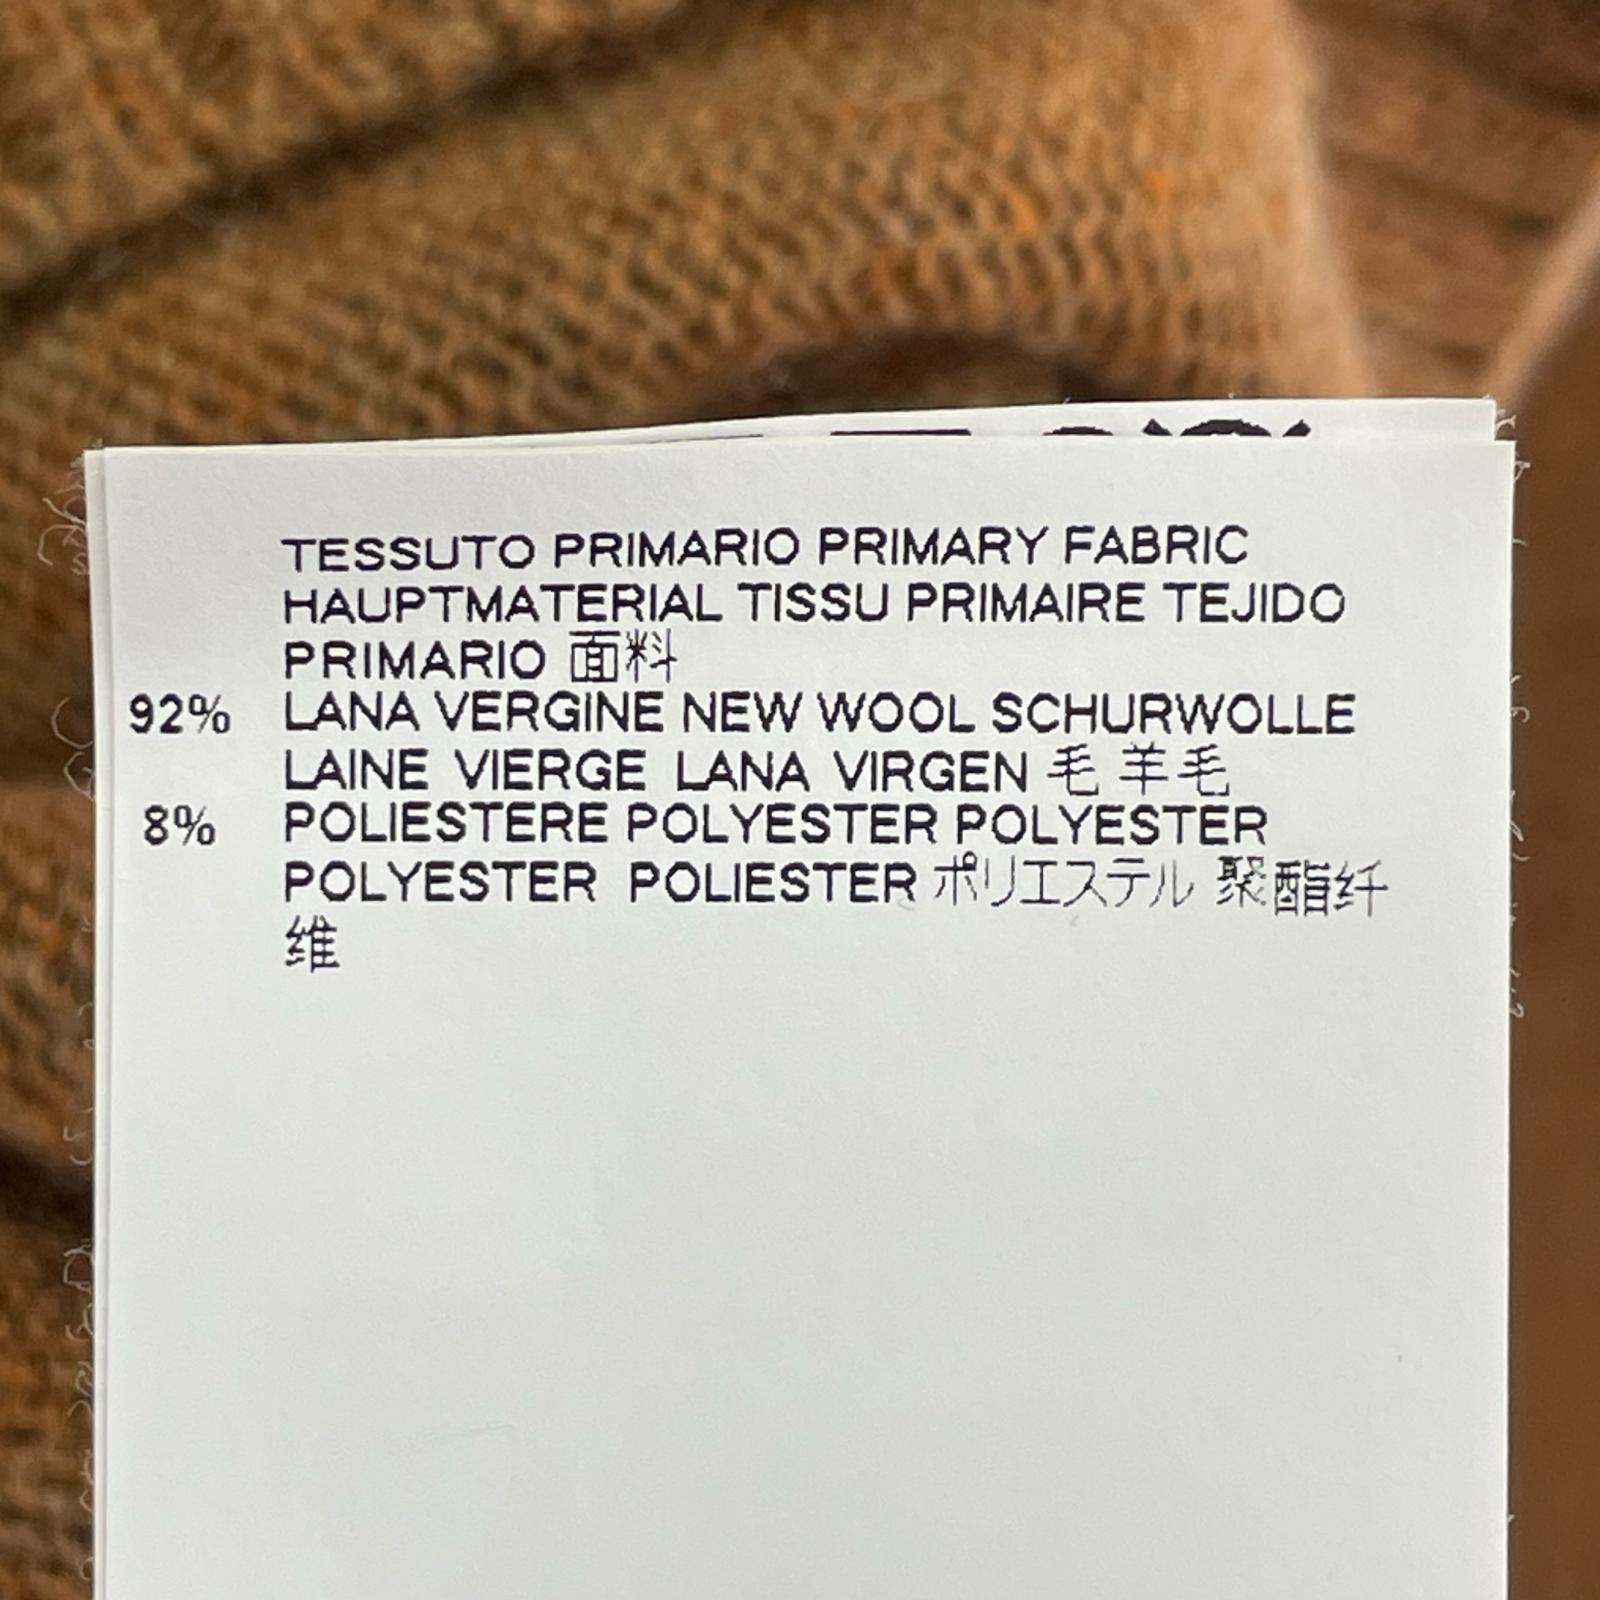 TESSUTO PRIMARIO PRIMARY FABRIC
HAUPTMATERIAL TISSU PRIMAIRE TEJIDO
PRIMARIO 面料
92% LANA VERGINE NEW WOOL SCHURWOLLE
LAINE VIERGE LANA VIRGEN 毛 羊毛
8% POLIESTERE POLYESTER POLYESTER
POLYESTER POLIESTER ポリエステル 聚酯纤
维